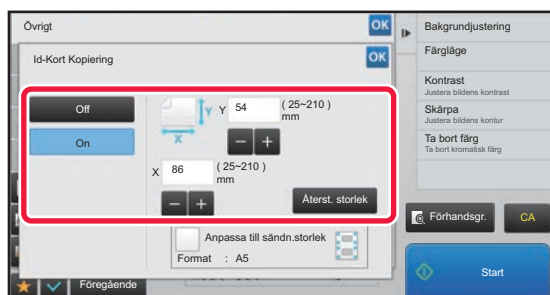 Övrigt
OK
Id-Kort Kopiering
OK
Off
On
Y
X
Y 54 ( 25~210 )
mm
X 86 ( 25~210 )
mm
Återst. storlek
Anpassa till sändn.storlek
Format : A5
Föregående
Bakgrundjustering
Färgläge
Kontrast
Justera bildens kontrast
Skärpa
Justera bildens kontur
Ta bort färg
Ta bort kromatisk färg
Förhandsgr.
CA
Start